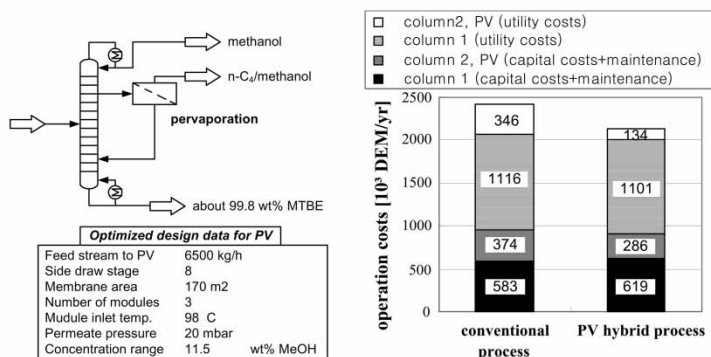 methanol
n-C4/methanol
pervaporation
about 99.8 wt% MTBE
Optimized design data for PV
Feed stream to PV 6500 kg/h
Side draw stage 8
Membrane area 170 m2
Number of modules 3
Mudule inlet temp. 98 C
Permeate pressure 20 mbar
Concentration range 11.5 wt% MeOH
column2, PV (utility costs)
column 1 (utility costs)
column 2, PV (capital costs+maintenance)
column 1 (capital costs+maintenance)
operation costs [10³ DEM/yr]
2500
2000
1500
1000
500
0
346
1116
374
583
134
1101
286
619
conventional
process
PV hybrid process